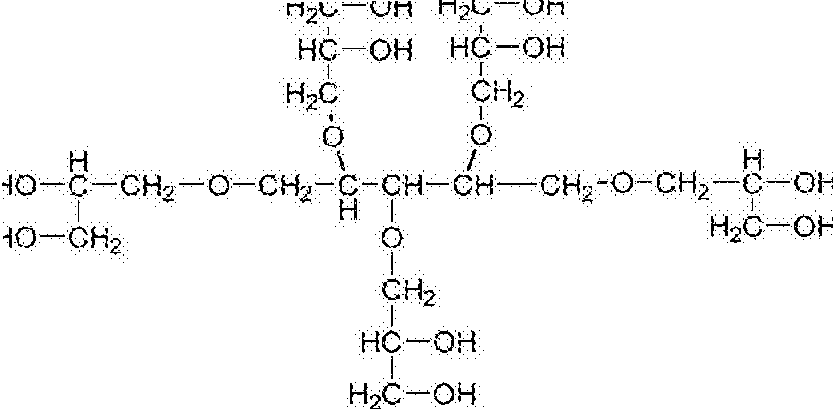 H₂C—OH H₂C—OH
HC—OH HC—OH
H₂C CH₂
O O
H H
HO—C—CH₂—O—CH₂—C—CH—CH—CH₂-O—CH₂—C—OH
H
HO—CH₂ O H₂C—OH
CH₂
HC—OH
H₂C—OH